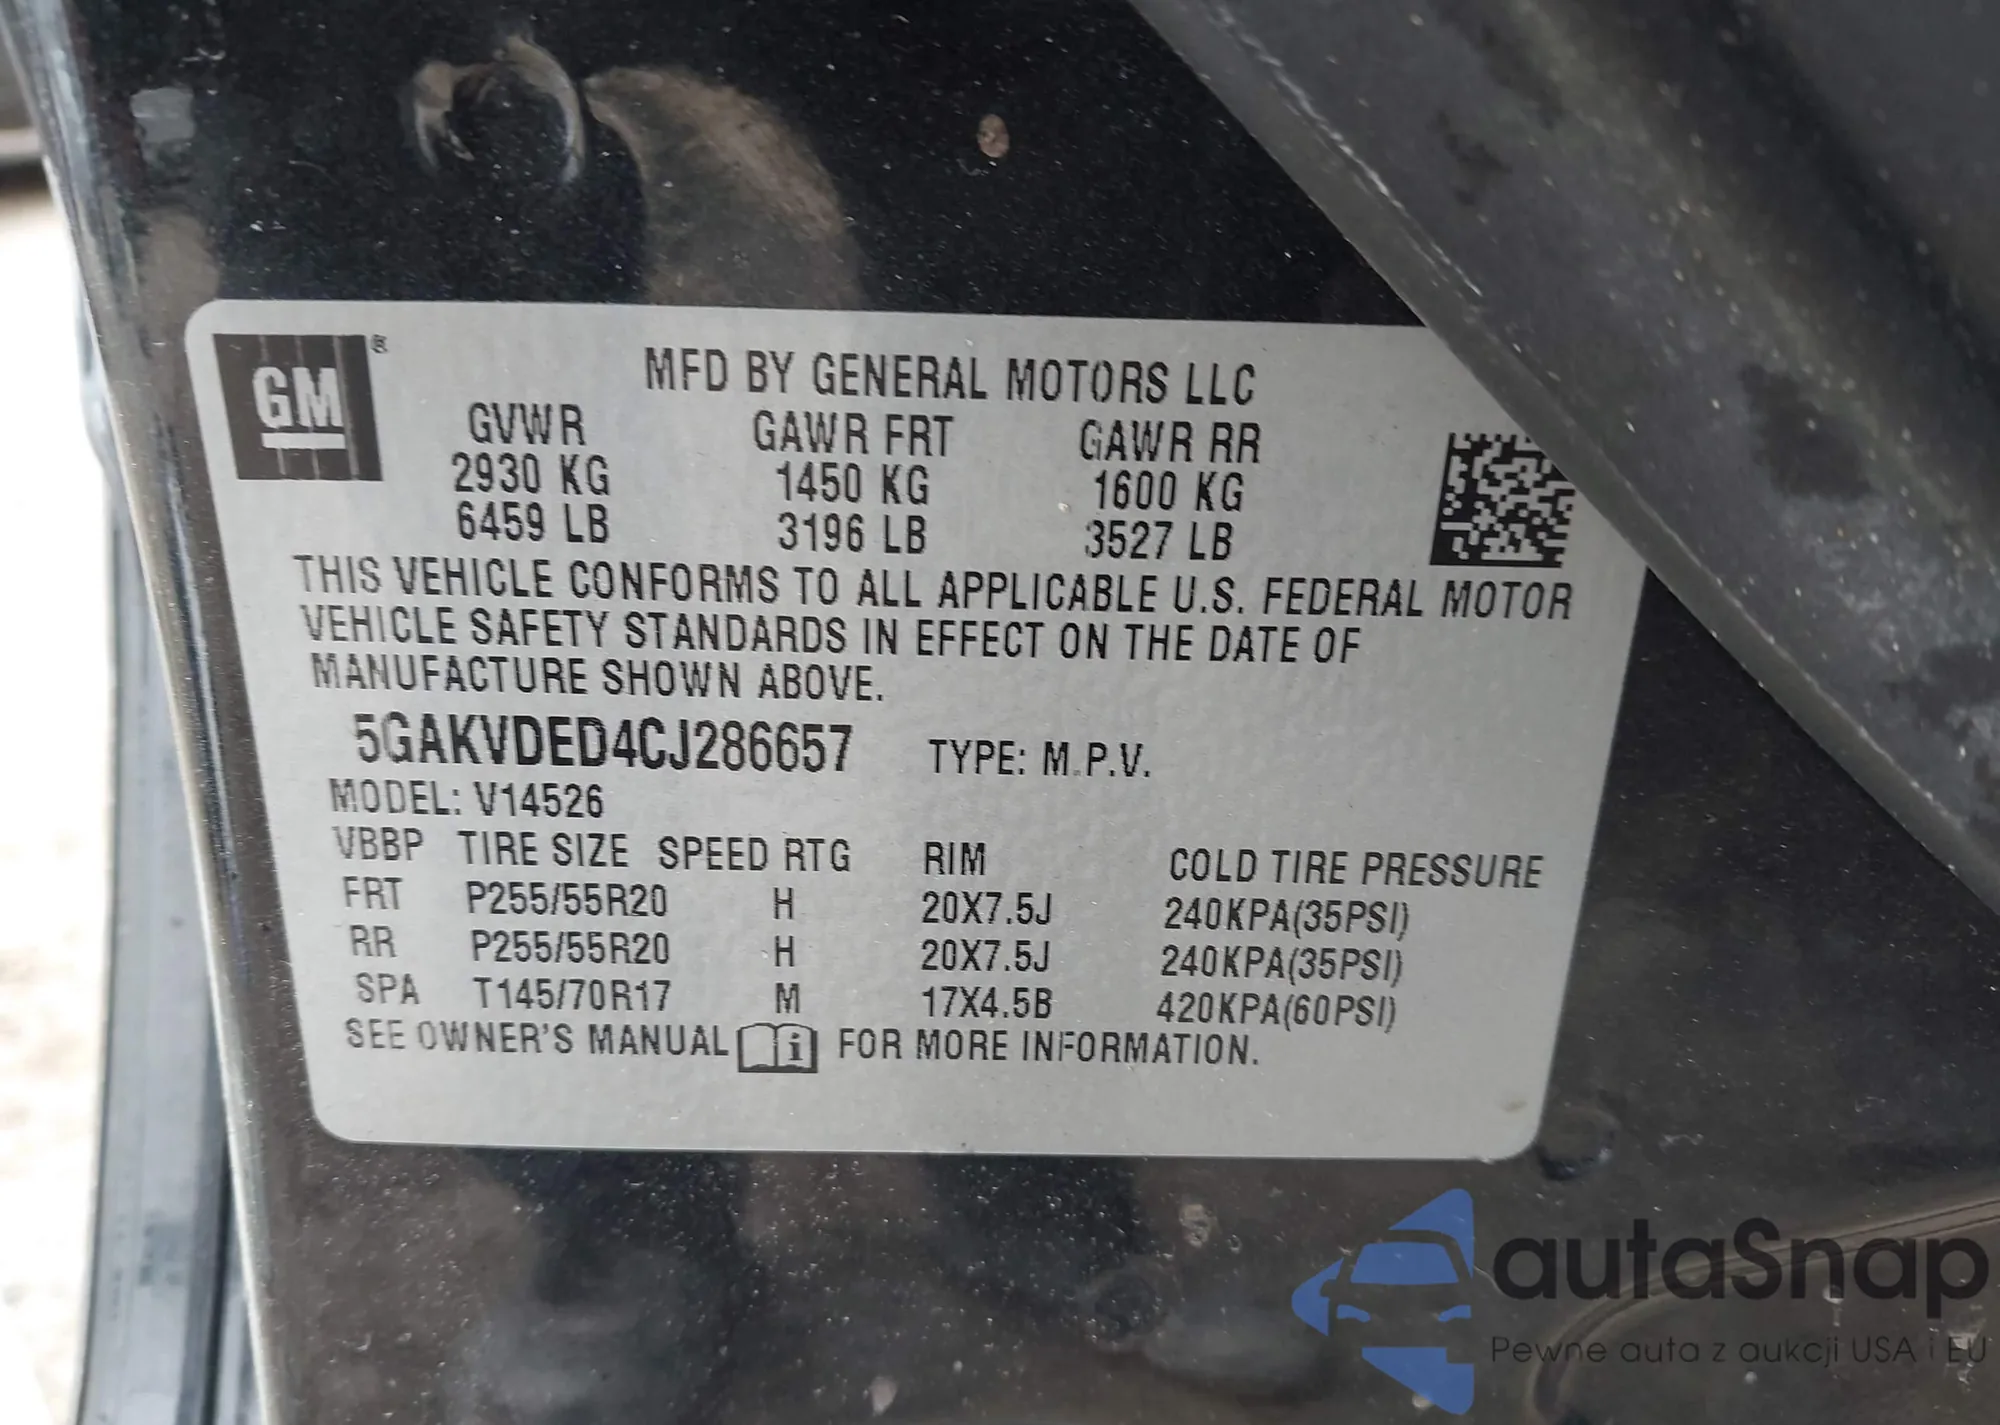 GM ®
MFD BY GENERAL MOTORS LLC
GVWR GAWR FRT GAWR RR
2930 KG 1450 KG 1600 KG
6459 LB 3196 LB 3527 LB
THIS VEHICLE CONFORMS TO ALL APPLICABLE U.S. FEDERAL MOTOR
VEHICLE SAFETY STANDARDS IN EFFECT ON THE DATE OF
MANUFACTURE SHOWN ABOVE.
5GAKVDED4CJ286657 TYPE: M.P.V.
MODEL: V14526
VBBP TIRE SIZE SPEED RTG RIM COLD TIRE PRESSURE
FRT P255/55R20 H 20X7.5J 240KPA(35PSI)
RR P255/55R20 H 20X7.5J 240KPA(35PSI)
SPA T145/70R17 M 17X4.5B 420KPA(60PSI)
SEE OWNER'S MANUAL i FOR MORE INFORMATION.
autaSnap
Pewne auta z aukcji USA i EU